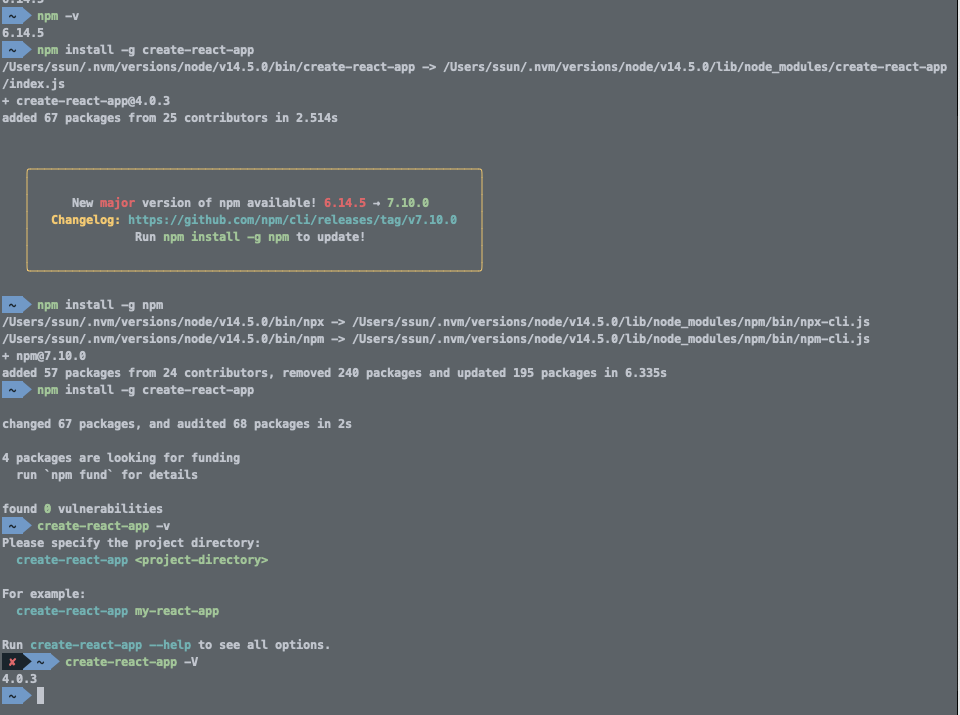 6.14.5
~ npm -v
6.14.5
~ npm install -g create-react-app
/Users/ssun/.nvm/versions/node/v14.5.0/bin/create-react-app -> /Users/ssun/.nvm/versions/node/v14.5.0/lib/node_modules/create-react-app
/index.js
+ create-react-app@4.0.3
added 67 packages from 25 contributors in 2.514s
New major version of npm available! 6.14.5 → 7.10.0
Changelog: https://github.com/npm/cli/releases/tag/v7.10.0
Run npm install -g npm to update!
~ npm install -g npm
/Users/ssun/.nvm/versions/node/v14.5.0/bin/npx -> /Users/ssun/.nvm/versions/node/v14.5.0/lib/node_modules/npm/bin/npx-cli.js
/Users/ssun/.nvm/versions/node/v14.5.0/bin/npm -> /Users/ssun/.nvm/versions/node/v14.5.0/lib/node_modules/npm/bin/npm-cli.js
+ npm@7.10.0
added 57 packages from 24 contributors, removed 240 packages and updated 195 packages in 6.335s
~ npm install -g create-react-app
changed 67 packages, and audited 68 packages in 2s
4 packages are looking for funding
run `npm fund` for details
found 0 vulnerabilities
~ create-react-app -v
Please specify the project directory:
create-react-app <project-directory>
For example:
create-react-app my-react-app
Run create-react-app --help to see all options.
✘ ~ create-react-app -V
4.0.3
~